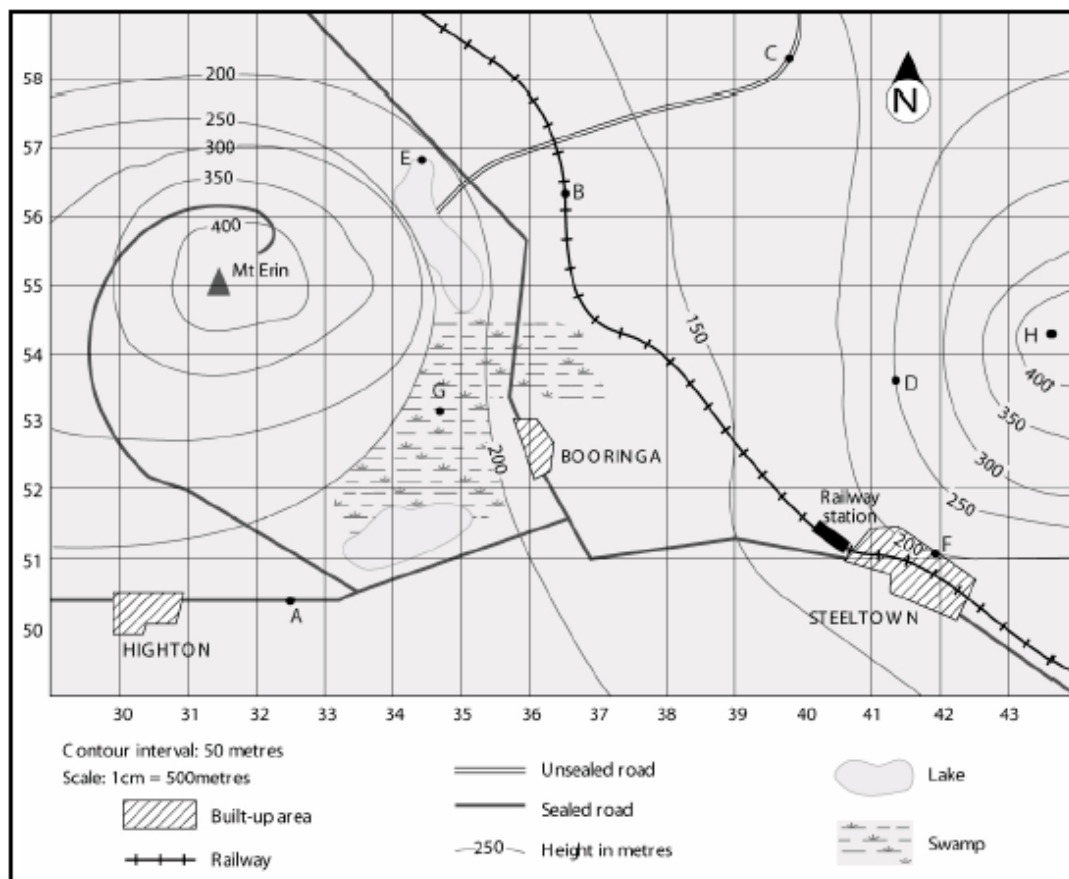 58
57
56
55
54
53
52
51
50
200
250
300
350
400
Mt Erin
E
C
N
B
150
H
400
350
300
250
D
G
200
BOORINGA
Railway
station
200
F
STEELTOWN
A
HIGHTON
30 31 32 33 34 35 36 37 38 39 40 41 42 43
Contour interval: 50 metres
Scale: 1cm = 500metres
Built-up area
Railway
Unsealed road
Sealed road
250 Height in metres
Lake
Swamp